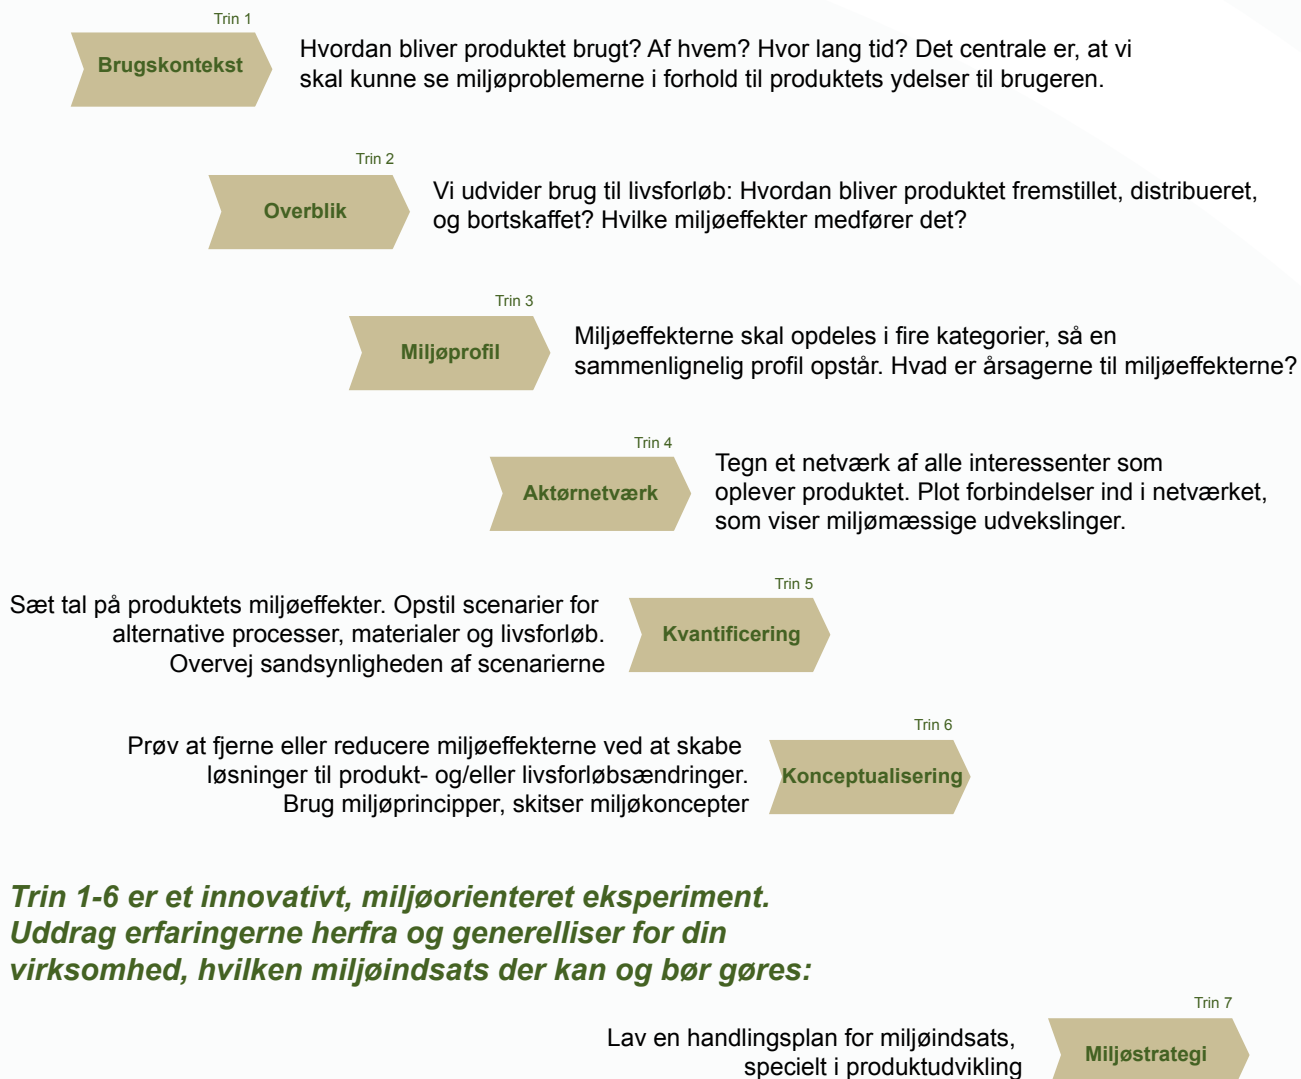 Trin 1
Brugskontekst
Hvordan bliver produktet brugt? Af hvem? Hvor lang tid? Det centrale er, at vi
skal kunne se miljøproblemerne i forhold til produktets ydelser til brugeren.
Trin 2
Overblik
Vi udvider brug til livsforløb: Hvordan bliver produktet fremstillet, distribueret,
og bortskaffet? Hvilke miljøeffekter medfører det?
Trin 3
Miljøprofil
Miljøeffekterne skal opdeles i fire kategorier, så en
sammenlignelig profil opstår. Hvad er årsagerne til miljøeffekterne?
Trin 4
Aktørnetværk
Tegn et netværk af alle interessenter som
oplever produktet. Plot forbindelser ind i netværket,
som viser miljømæssige udvekslinger.
Trin 5
Sæt tal på produktets miljøeffekter. Opstil scenarier for
alternative processer, materialer og livsforløb.
Overvej sandsynligheden af scenarierne
Kvantificering
Trin 6
Prøv at fjerne eller reducere miljøeffekterne ved at skabe
løsninger til produkt- og/eller livsforløbsændringer.
Brug miljøprincipper, skitser miljøkoncepter
Konceptualisering
Trin 1-6 er et innovativt, miljøorienteret eksperiment.
Uddrag erfaringerne herfra og generelliser for din
virksomhed, hvilken miljøindsats der kan og bør gøres:
Trin 7
Lav en handlingsplan for miljøindsats,
specielt i produktudvikling
Miljøstrategi